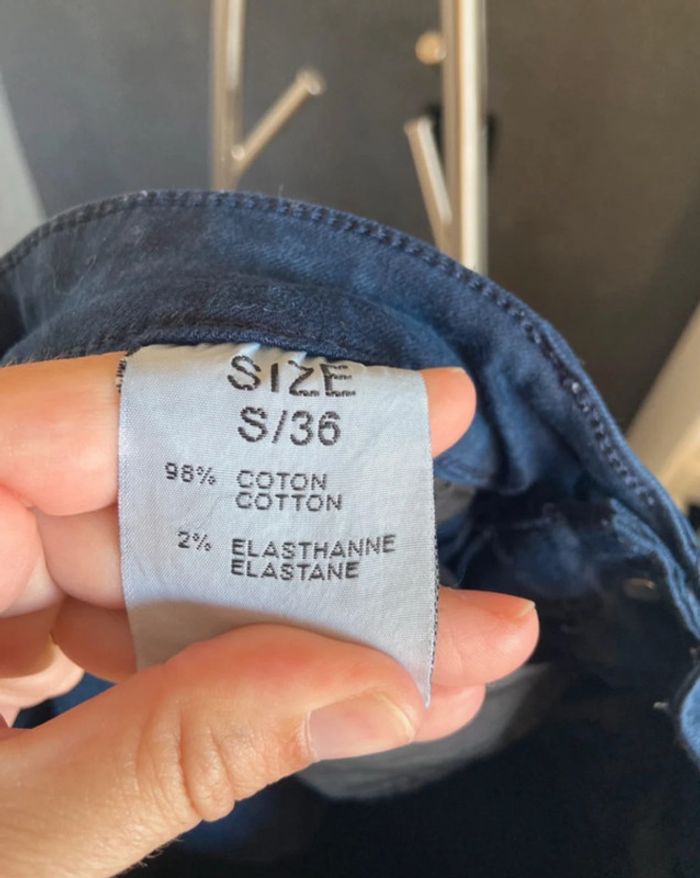 SIZE
S/36
98% COTON
COTTON
2% ELASTHANNE
ELASTANE